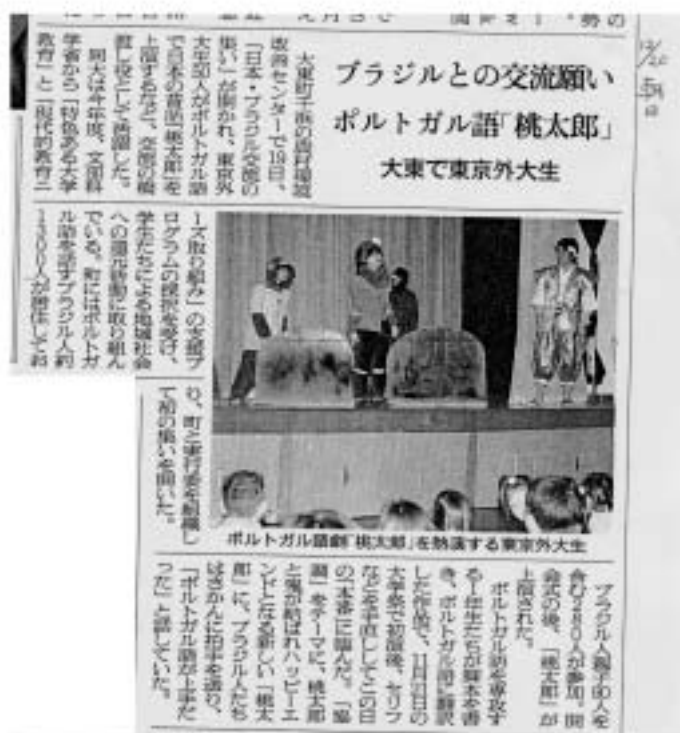 ブラジルとの交流願い
ポルトガル語「桃太郎」
大東で東京外大生
12/20
大東町千浜の農村環境
改善センターで19日、
「日本・ブラジル交流の
集い」が開かれ、東京外
大生50人がポルトガル語
で日本の昔話「桃太郎」を
上演するなど、交流の橋
渡し役として活躍した。
同大は今年度、文部科
学省から「特色ある大学
教育」と「現代的教育ニ
ーズ取り組み」の支援プ
ログラムの採択を受け、
学生たちによる地域社会
への還元活動に取り組ん
でいる。町にはポルトガ
ル語を話すブラジル人約
1300人が居住してお
り、町と実行委を組織し
て初の集いを開いた。
ポルトガル語劇「桃太郎」を熱演する東京外大生
ブラジル人親子80人を
含む280人が参加。開
会式の後、「桃太郎」が
上演された。
ポルトガル語を専攻す
る1年生たちが脚本を書
き、ポルトガル語に翻訳
した作品で、11月21日の
大学祭で初演後、セリフ
などを手直ししてこの日
の「本番」に臨んだ。「協
調」をテーマに、桃太郎
と鬼が結ばれハッピーエ
ンドとなる新しい「桃太
郎」に、ブラジル人たち
はさかんに拍手を送り、
「ポルトガル語が上手だ
った」と話していた。